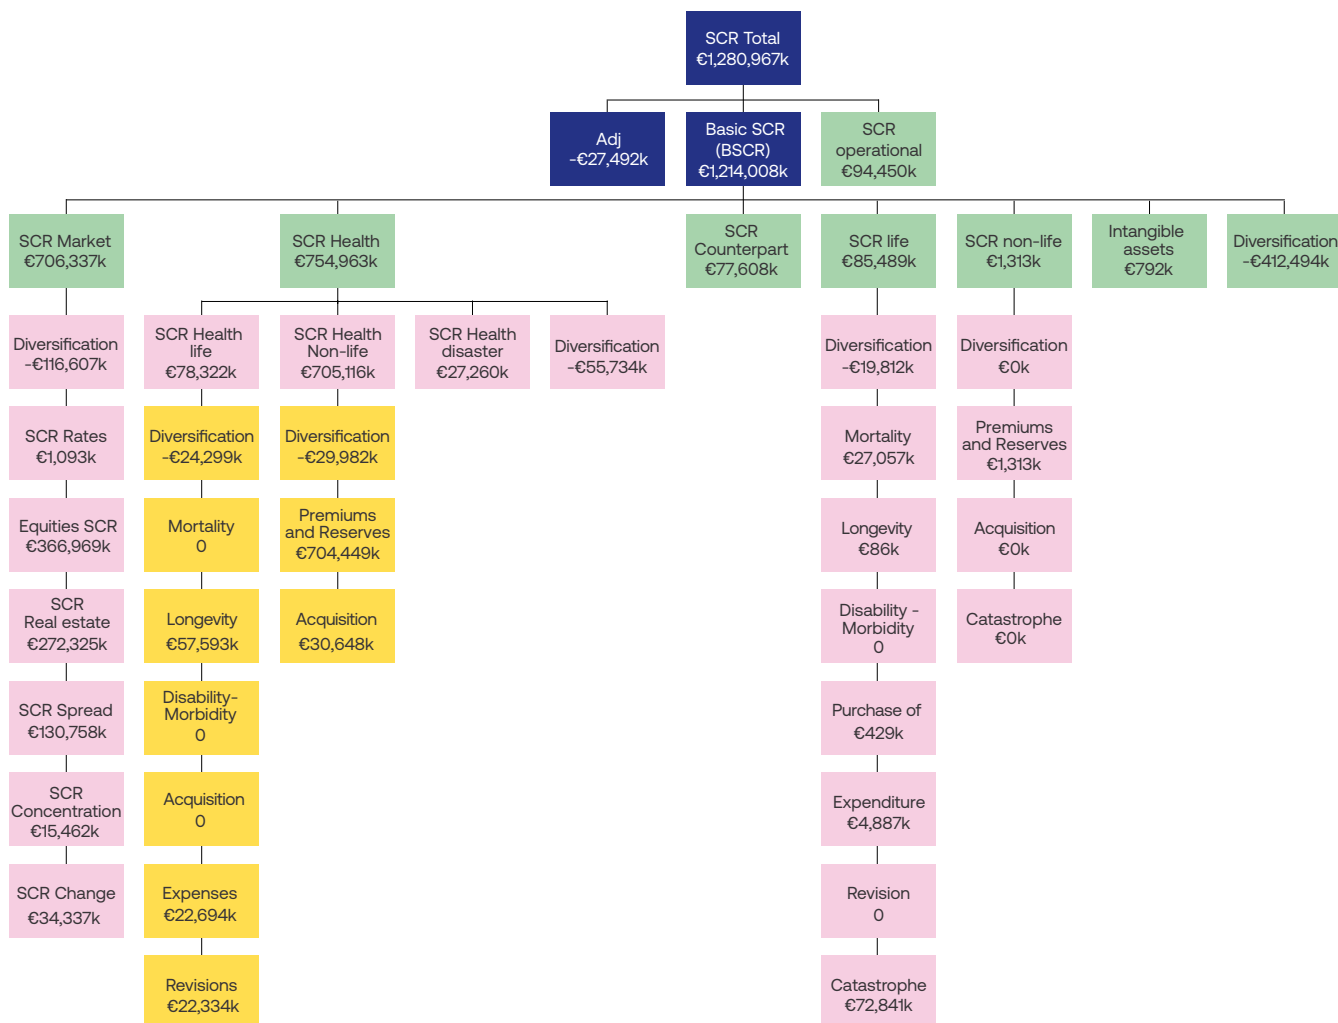 SCR Total
€1,280,967k
Adj
-€27,492k
Basic SCR
(BSCR)
€1,214,008k
SCR
operational
€94,450k
SCR Market
€706,337k
SCR Health
€754,963k
SCR
Counterpart
€77,608k
SCR life
€85,489k
SCR non-life
€1,313k
Intangible
assets
€792k
Diversification
-€412,494k
Diversification
-€116,607k
SCR Health
life
€78,322k
SCR Health
Non-life
€705,116k
SCR Health
disaster
€27,260k
Diversification
-€55,734k
Diversification
-€19,812k
Diversification
€0k
SCR Rates
€1,093k
Diversification
-€24,299k
Diversification
-€29,982k
Mortality
€27,057k
Premiums
and Reserves
€1,313k
Equities SCR
€366,969k
Mortality
0
Premiums
and Reserves
€704,449k
Longevity
€86k
Acquisition
€0k
SCR
Real estate
€272,325k
Longevity
€57,593k
Acquisition
€30,648k
Disability -
Morbidity
0
Catastrophe
€0k
SCR Spread
€130,758k
Disability-
Morbidity
0
Purchase of
€429k
SCR
Concentration
€15,462k
Acquisition
0
Expenditure
€4,887k
SCR Change
€34,337k
Expenses
€22,694k
Revision
0
Revisions
€22,334k
Catastrophe
€72,841k